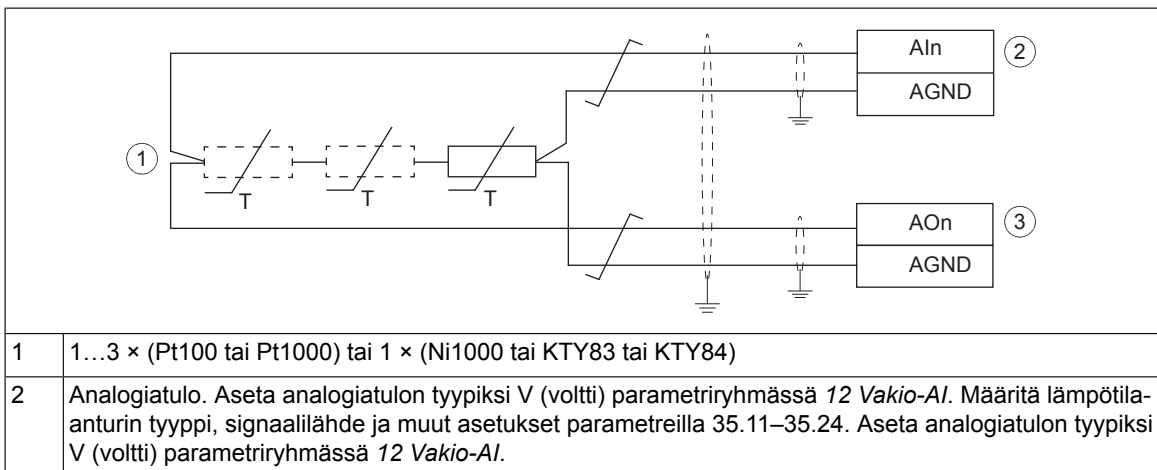 AIn
2
AGND
1
T
T
T
AOn
3
AGND
1 1…3 × (Pt100 tai Pt1000) tai 1 × (Ni1000 tai KTY83 tai KTY84)
2 Analogiatulo. Aseta analogiatulon tyypiksi V (voltti) parametriryhmässä 12 Vakio-AI. Määritä lämpötila-
anturin tyyppi, signaalilähde ja muut asetukset parametreilla 35.11–35.24. Aseta analogiatulon tyypiksi
V (voltti) parametriryhmässä 12 Vakio-AI.